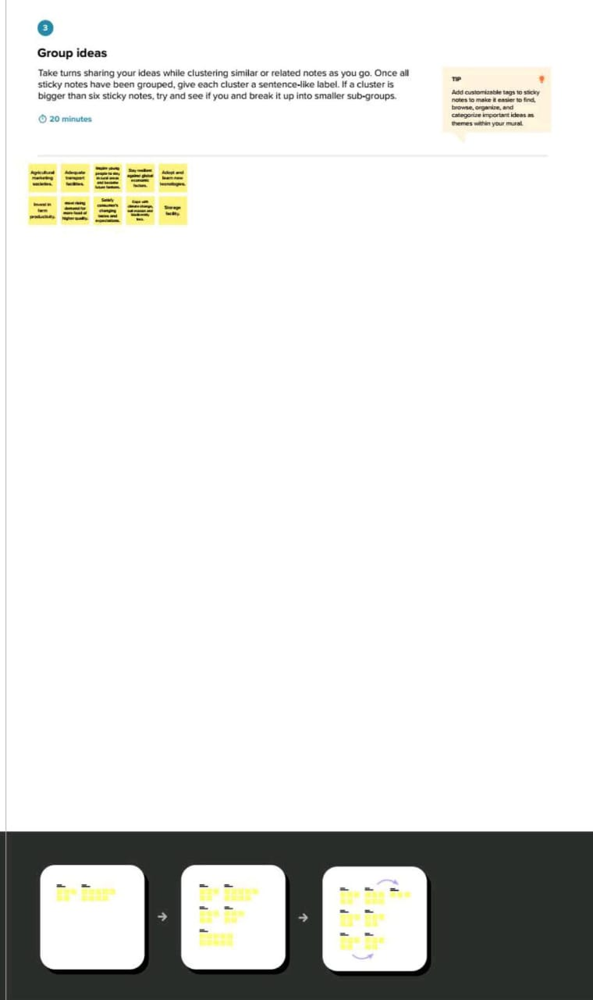 3
Group ideas
Take turns sharing your ideas while clustering similar or related notes as you go. Once all
sticky notes have been grouped, give each cluster a sentence-like label. If a cluster is
bigger than six sticky notes, try and see if you and break it up into smaller sub-groups.
20 minutes
TIP
Add customizable tags to sticky
notes to make it easier to find,
browse, organize, and
categorize important ideas as
themes within your mural.
Agricultural
marketing
societies.
Adequate
transport
facilities.
Inspire young
people to stay
in rural areas
and become
future farmers.
Stay resilient
against global
economic
factors.
Adopt and
learn new
Invest in
farm
productivity.
meet rising
demand for
more food of
higher quality.
Satisfy
consumer's
changing
tastes and
expectations.
Cope with
climate change,
soil erosion and
biodiversity
loss.
Storage
facility.